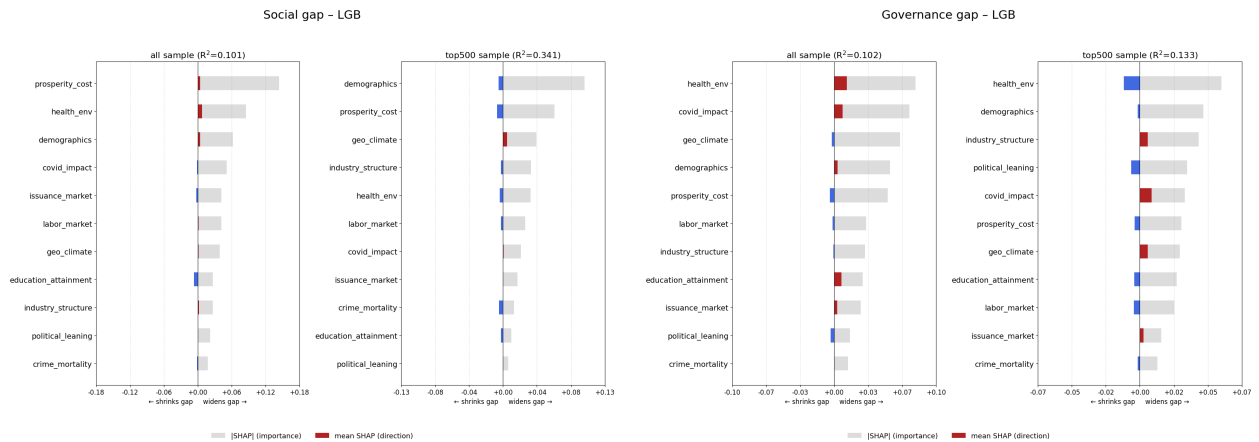 Social gap – LGB
Governance gap – LGB
all sample (R²=0.101)
prosperity_cost
health_env
demographics
covid_impact
issuance_market
labor_market
geo_climate
education_attainment
industry_structure
political_leaning
crime_mortality
-0.18 -0.12 -0.06 +0.00 +0.06 +0.12 +0.18
← shrinks gap widens gap →
top500 sample (R²=0.341)
demographics
prosperity_cost
geo_climate
industry_structure
health_env
labor_market
covid_impact
issuance_market
crime_mortality
education_attainment
political_leaning
-0.13 -0.08 -0.04 +0.00 +0.04 +0.08 +0.13
← shrinks gap widens gap →
|SHAP| (importance) mean SHAP (direction)
all sample (R²=0.102)
health_env
covid_impact
geo_climate
demographics
prosperity_cost
labor_market
industry_structure
education_attainment
issuance_market
political_leaning
crime_mortality
-0.10 -0.07 -0.03 +0.00 +0.03 +0.07 +0.10
← shrinks gap widens gap →
top500 sample (R²=0.133)
health_env
demographics
industry_structure
political_leaning
covid_impact
prosperity_cost
geo_climate
education_attainment
labor_market
issuance_market
crime_mortality
-0.07 -0.05 -0.02 +0.00 +0.02 +0.05 +0.07
← shrinks gap widens gap →
|SHAP| (importance) mean SHAP (direction)